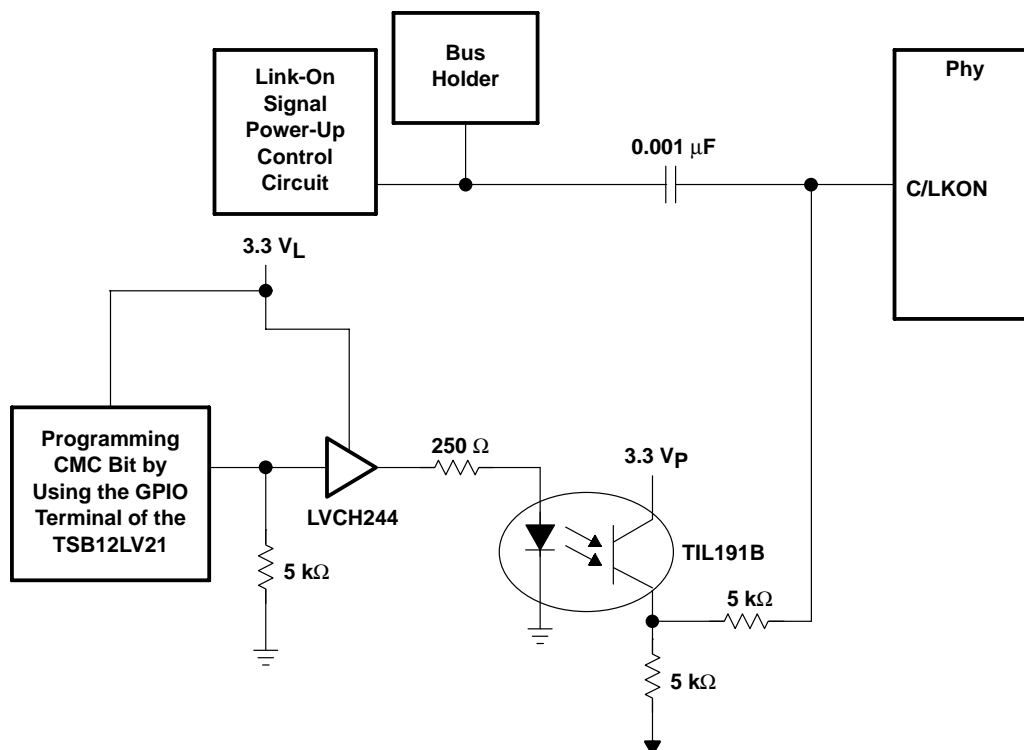 Bus
Holder
Link-On
Signal
Power-Up
Control
Circuit
Phy
0.001 μF
C/LKON
3.3 VL
Programming
CMC Bit by
Using the GPIO
Terminal of the
TSB12LV21
250 Ω
3.3 VP
LVCH244
TIL191B
5 kΩ
5 kΩ
5 kΩ